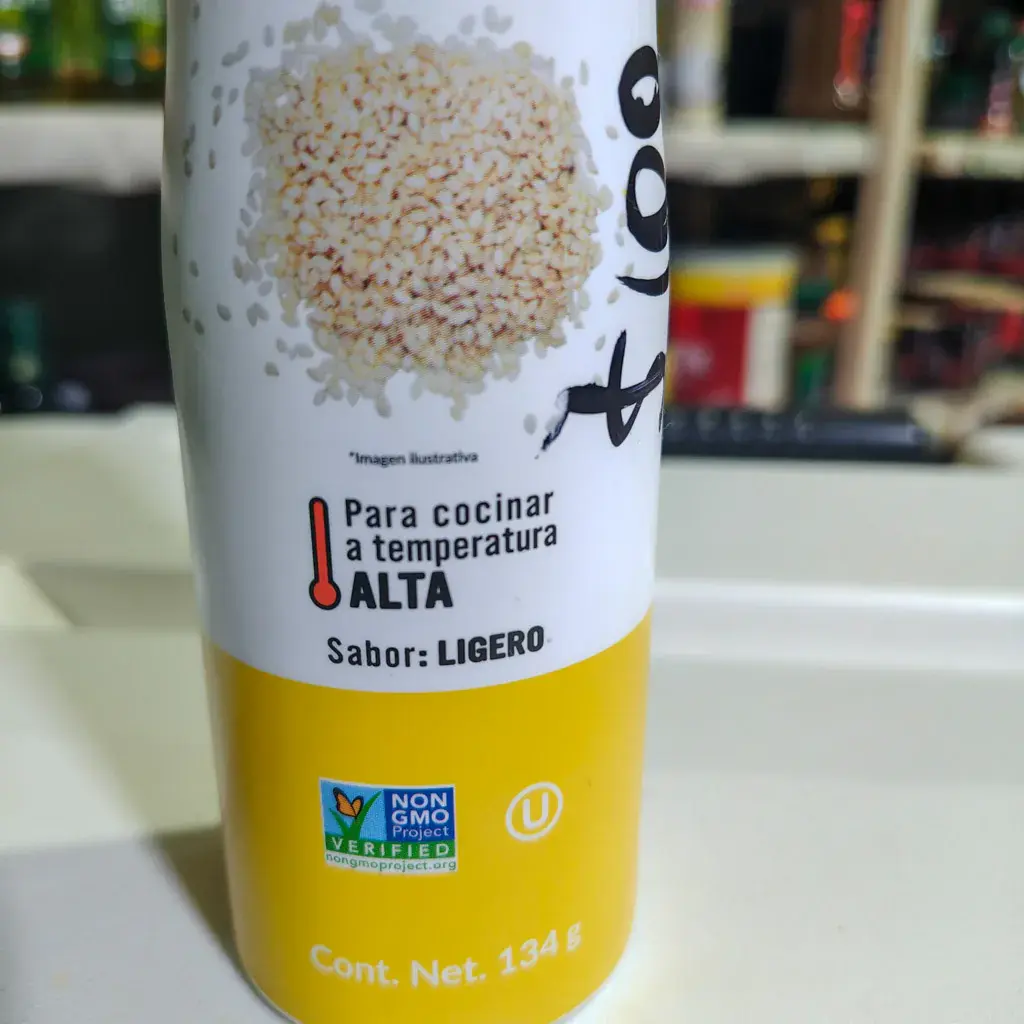 *Imagen ilustrativa
Para cocinar
a temperatura
ALTA
Sabor: LIGERO
NON
GMO
Project
VERIFIED
nongmoproject.org
U
Cont. Net. 134 g